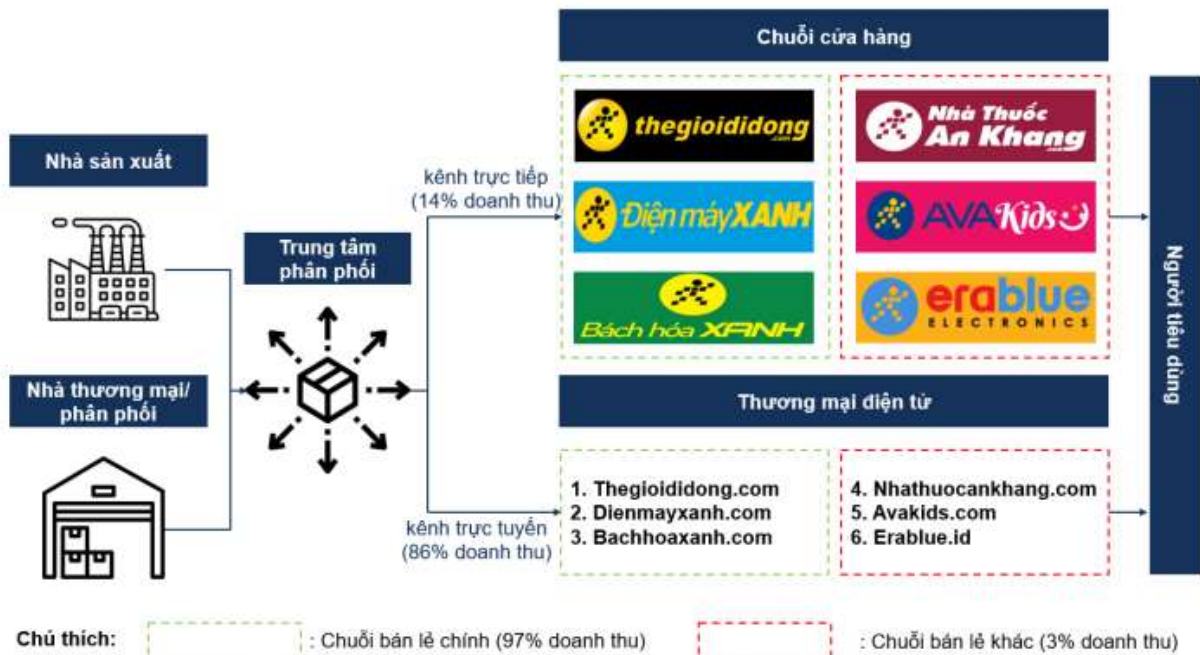 Chuỗi cửa hàng
Nhà sản xuất
kênh trực tiếp
(14% doanh thu)
thegioididong
.com
Điện máy XANH
Bách hóa XANH
Nhà Thuốc
An Khang
.com
AVAKids
erablue
ELECTRONICS
Trung tâm
phân phối
Nhà thương mại/
phân phối
Người tiêu dùng
Thương mại điện tử
kênh trực tuyến
(86% doanh thu)
1. Thegioididong.com
2. Dienmayxanh.com
3. Bachhoaxanh.com
4. Nhathuocankhang.com
5. Avakids.com
6. Erablue.id
Chú thích:
: Chuỗi bán lẻ chính (97% doanh thu)
: Chuỗi bán lẻ khác (3% doanh thu)